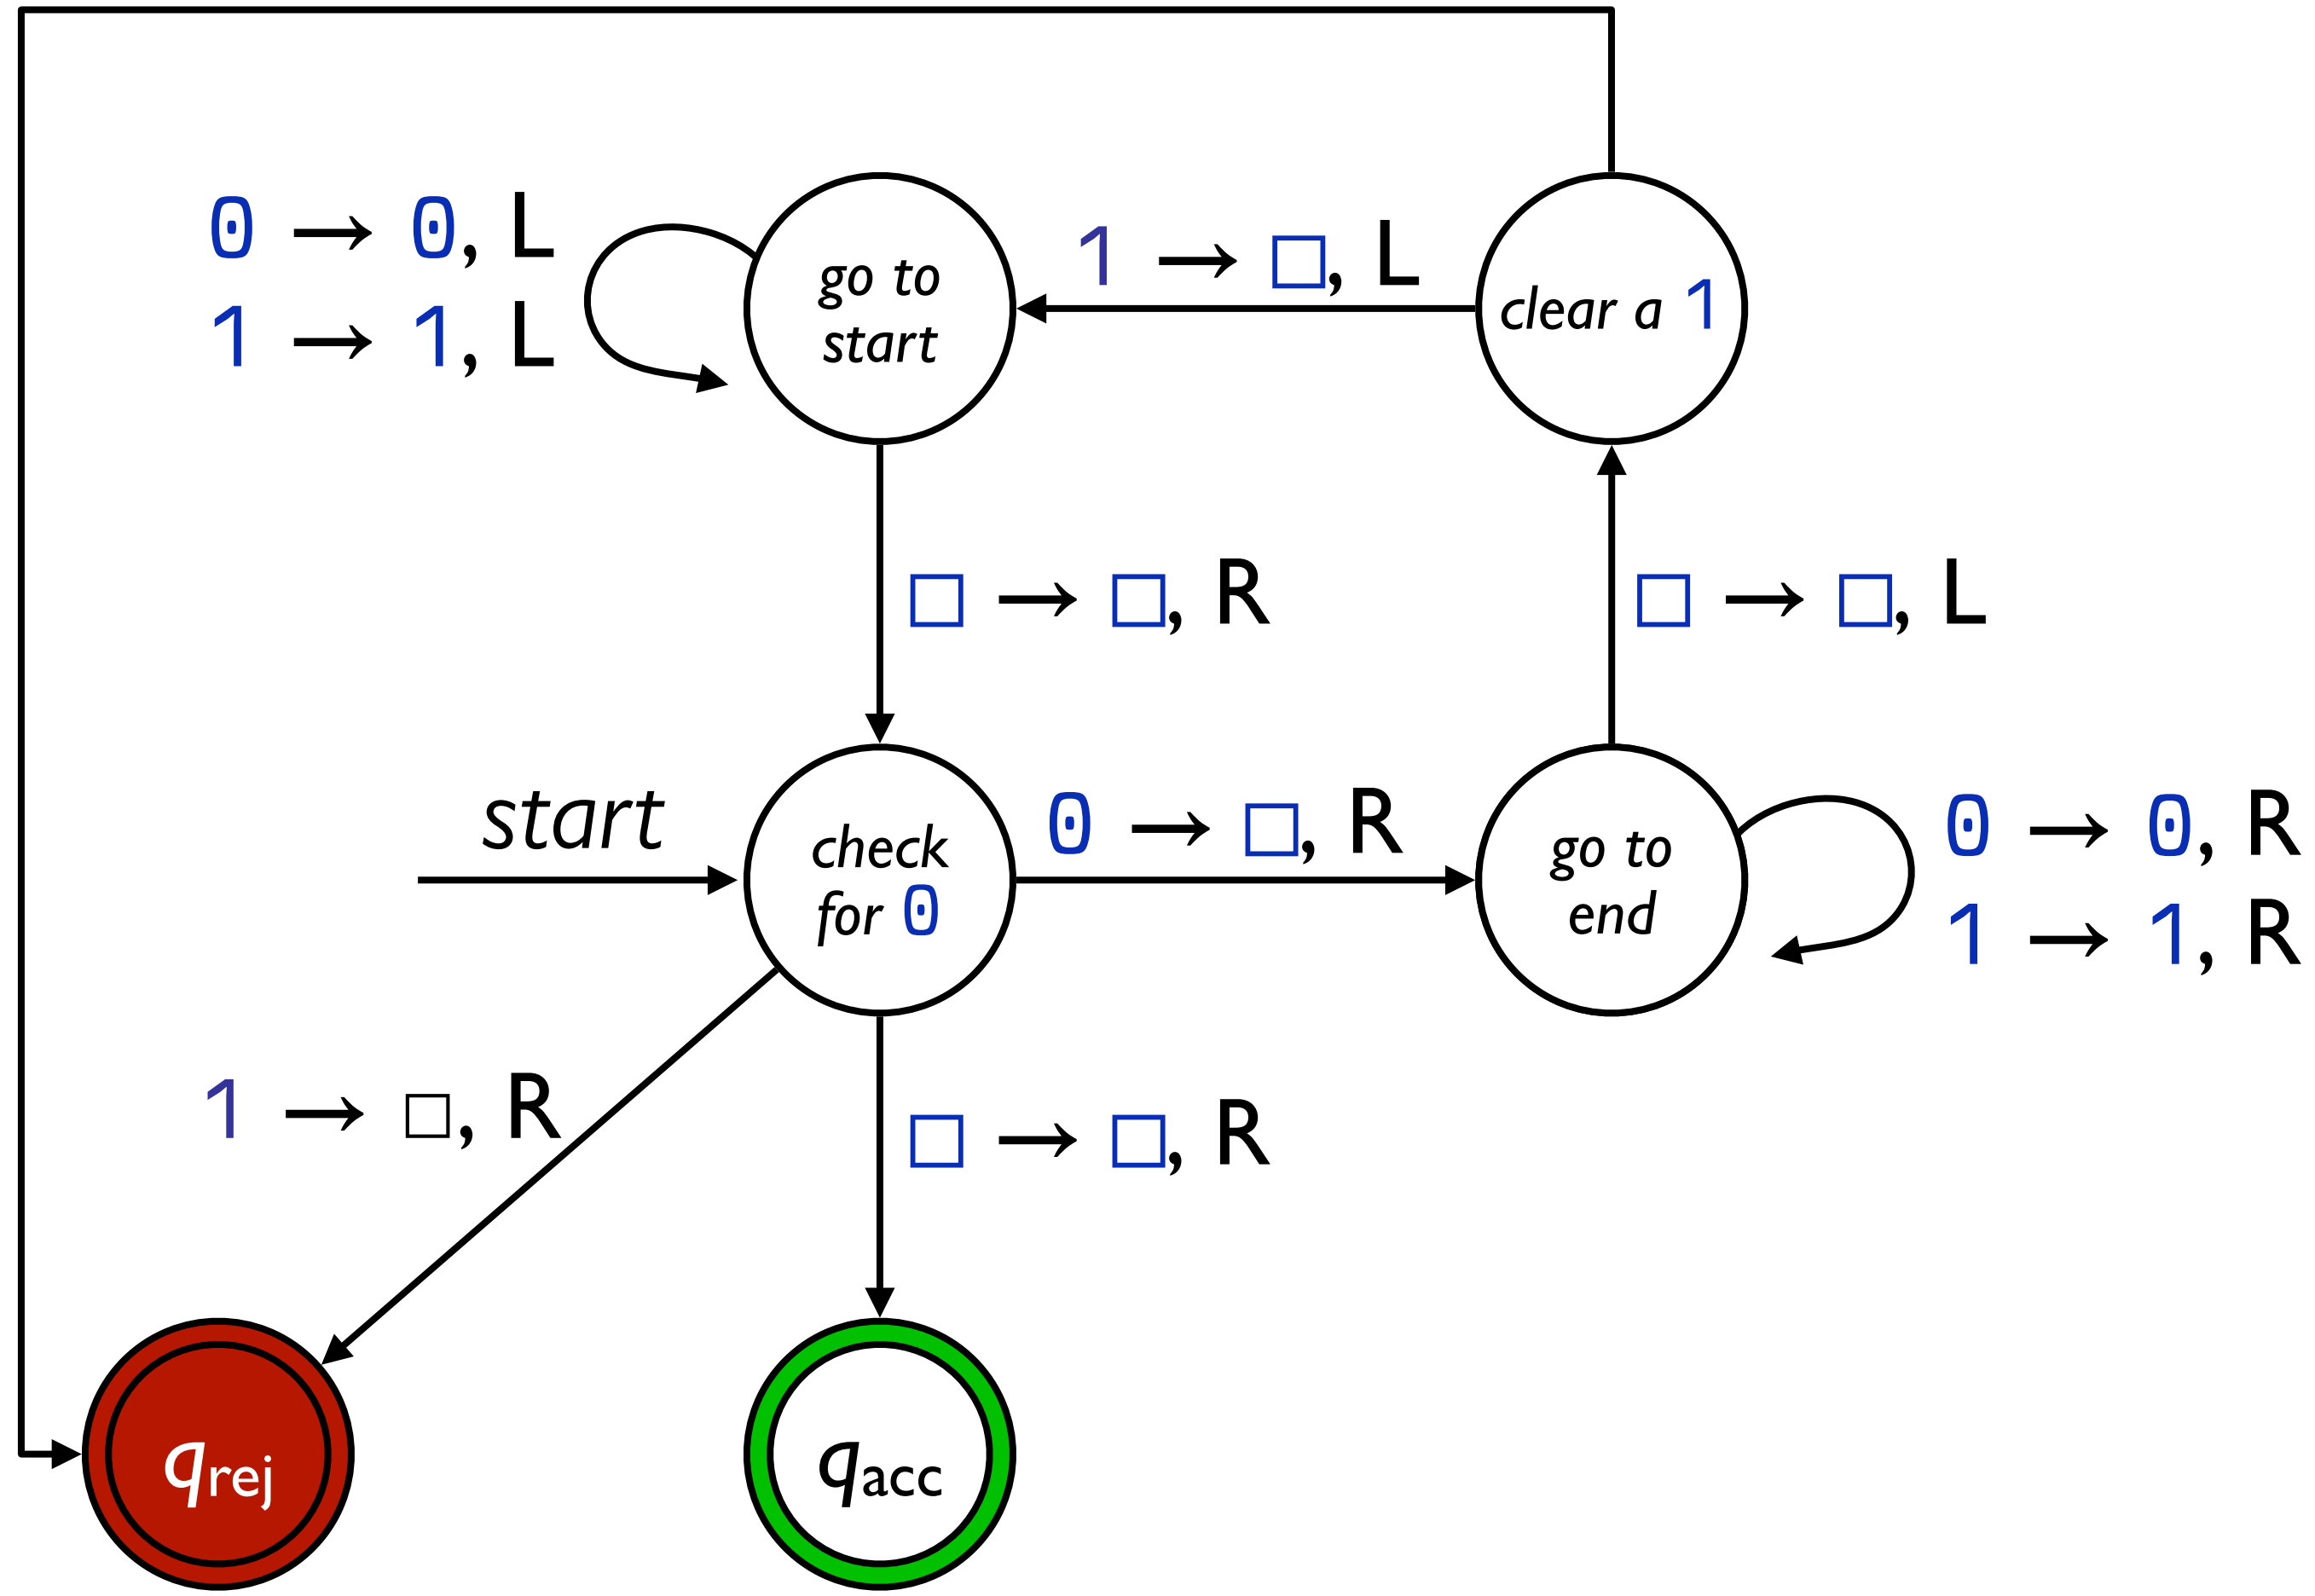 0 → 0, L
1 → 1, L
go to
start
1 → □, L
clear a 1
□ → □, R
□ → □, L
start
check
for 0
0 → □, R
go to
end
0 → 0, R
1 → 1, R
1 → □, R
□ → □, R
qrej
qacc